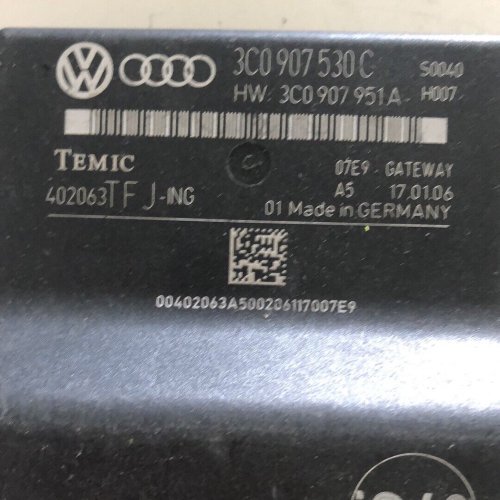 3C0 907 530 C S0040
HW 3C0 907 951 A H007
TEMIC
07E9 - GATEWAY
402063TFJ-ING
A5 17.01.06
01 Made in GERMANY
00402063A500206117007E9